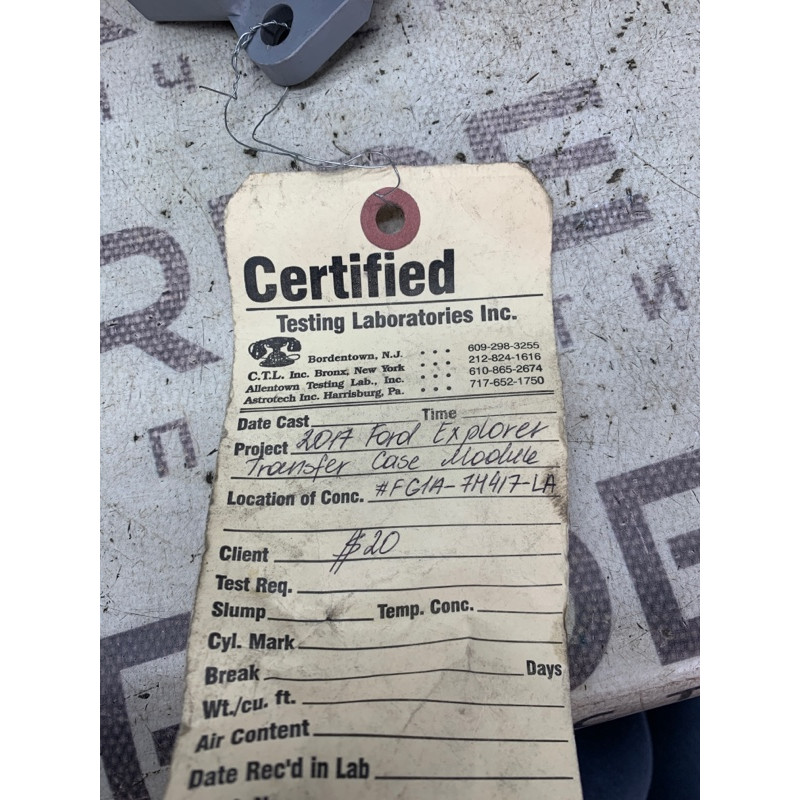 Certified
Testing Laboratories Inc.
Bordentown, N.J. . . . 609-298-3255
C.T.L. Inc. Bronx, New York . . . 212-824-1616
Allentown Testing Lab., Inc. . . . 610-865-2674
Astrotech Inc. Harrisburg, Pa. . . . 717-652-1750
Date Cast Time
Project 2017 Ford Explorer
Transfer Case Module
Location of Conc. #FG1A-7H417-LA
Client $20
Test Req.
Slump Temp. Conc.
Cyl. Mark
Break Days
Wt./cu. ft.
Air Content
Date Rec'd in Lab